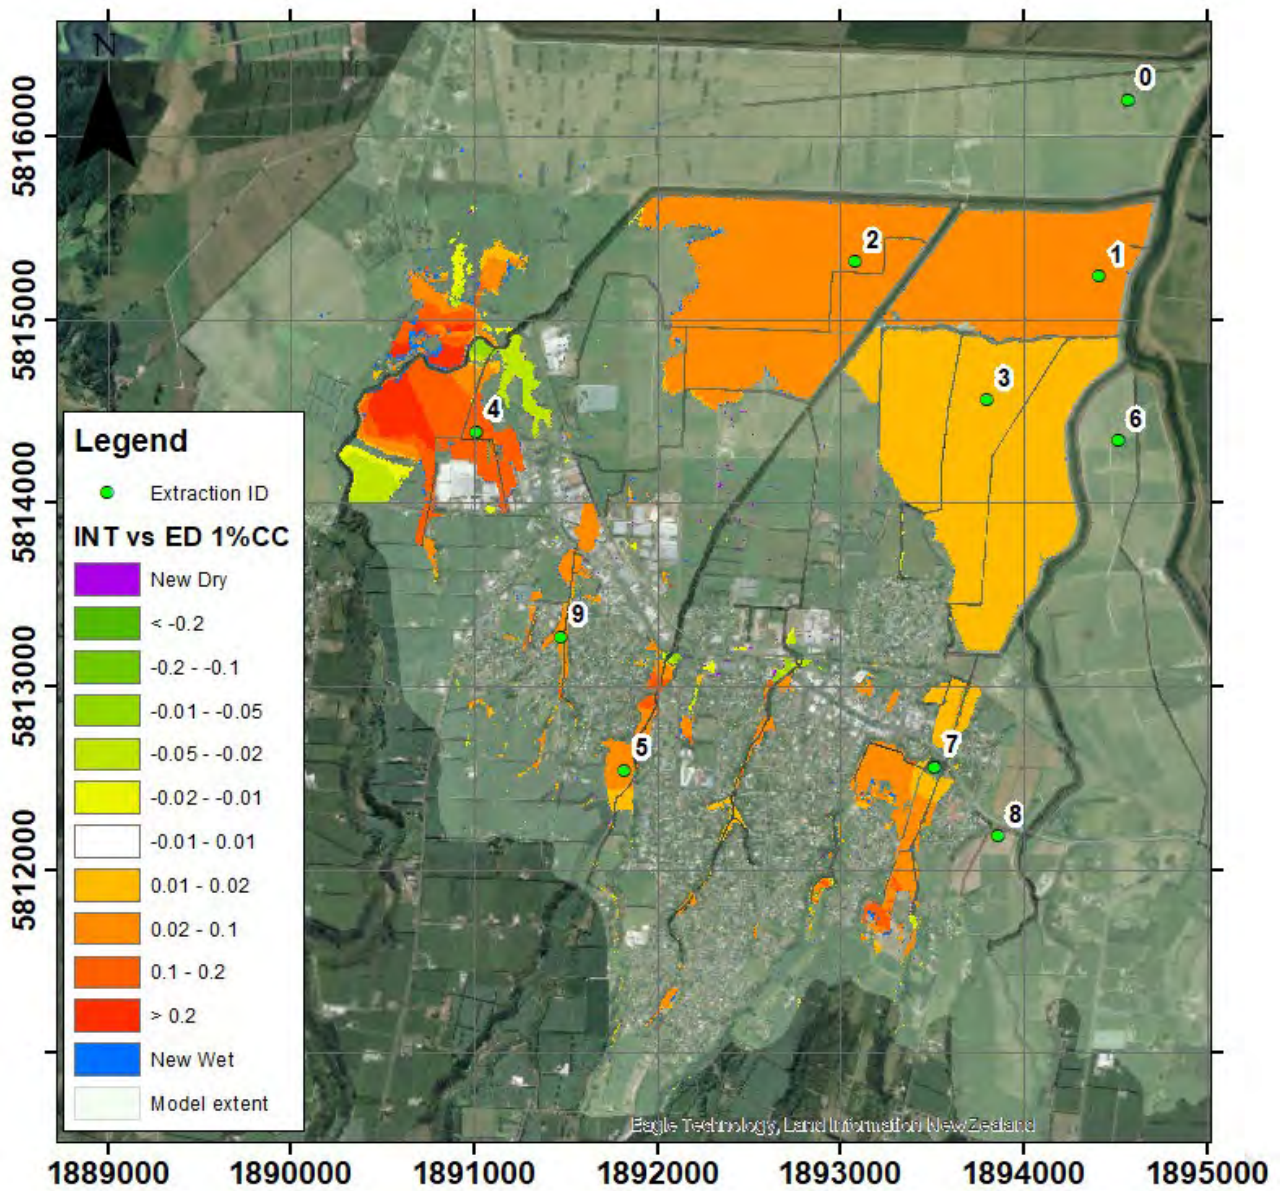 N
0
5816000
2
1
5815000
3
6
4
5814000
9
5813000
5
7
8
5812000
Legend
Extraction ID
INT vs ED 1%CC
New Dry
< -0.2
-0.2 - -0.1
-0.01 - -0.05
-0.05 - -0.02
-0.02 - -0.01
-0.01 - 0.01
0.01 - 0.02
0.02 - 0.1
0.1 - 0.2
> 0.2
New Wet
Model extent
Eagle Technology, Land Information New Zealand
1889000 1890000 1891000 1892000 1893000 1894000 1895000